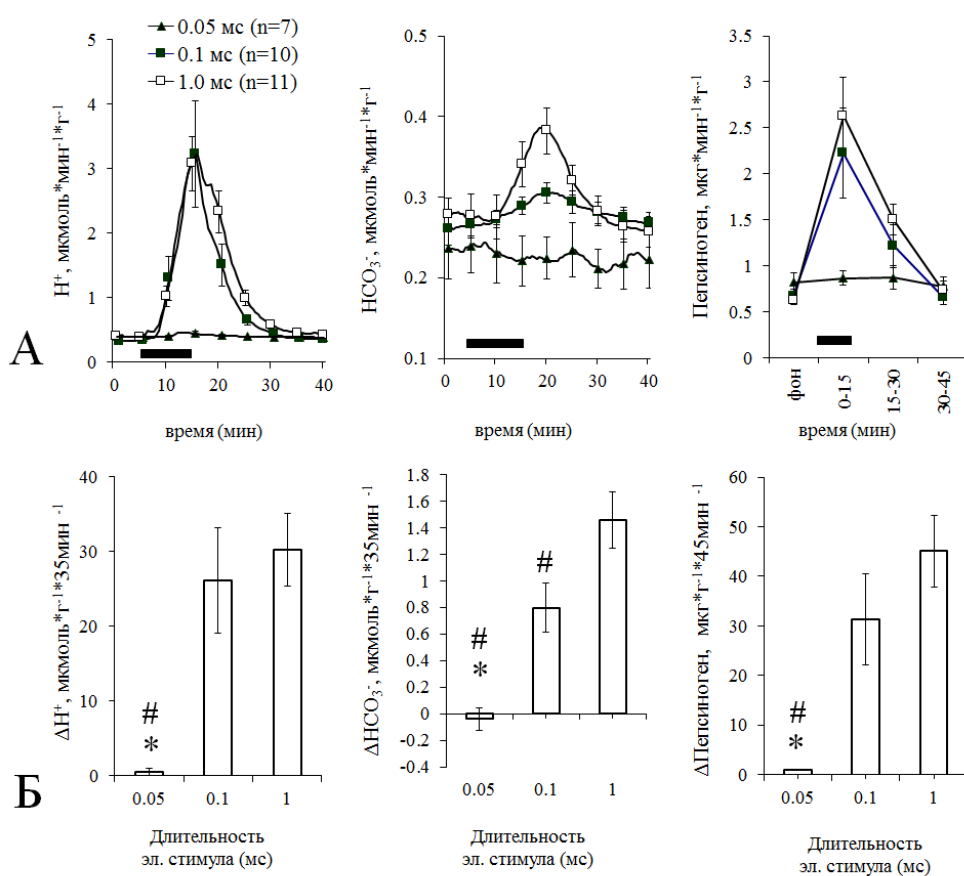 0.05 мс (n=7)
0.1 мс (n=10)
1.0 мс (n=11)
А
H⁺, мкмоль*мин⁻¹*г⁻¹
5
4
3
2
1
0
0 10 20 30 40
время (мин)
HCO₃⁻, мкмоль*мин⁻¹*г⁻¹
0.5
0.4
0.3
0.2
0.1
0 10 20 30 40
время (мин)
Пепсиноген, мкг*мин⁻¹*г⁻¹
3.5
3
2.5
2
1.5
1
0.5
0
фон 0-15 15-30 30-45
время (мин)
Б
ΔH⁺, мкмоль*г⁻¹*35мин ⁻¹
40
30
20
10
0
#
*
0.05 0.1 1
Длительность
эл. стимула (мс)
ΔHCO₃⁻, мкмоль*г⁻¹*35мин ⁻¹
1.8
1.6
1.4
1.2
1
0.8
0.6
0.4
0.2
0
-0.2
-0.4
#
*
#
0.05 0.1 1
Длительность
эл. стимула (мс)
ΔПепсиноген, мкг*г⁻¹*45мин ⁻¹
60
50
40
30
20
10
0
#
*
0.05 0.1 1
Длительность
эл. стимула (мс)